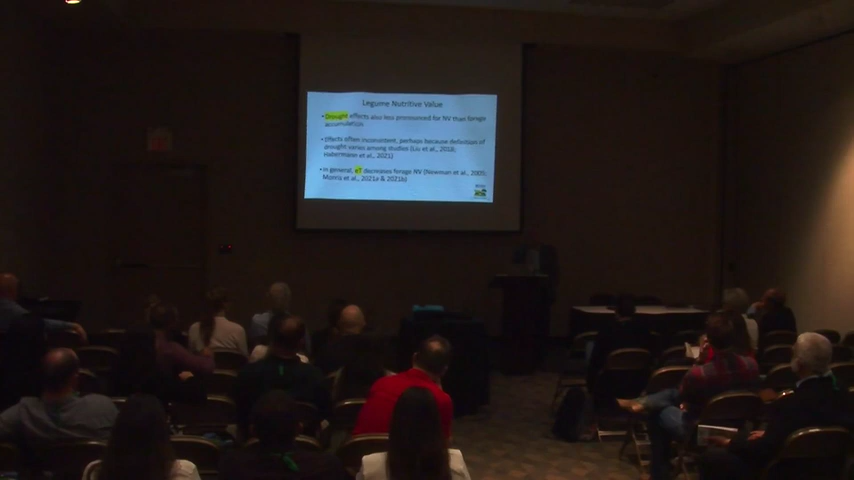 Legume Nutritive Value
• Drought effects also less pronounced for NV than forage
accumulation
• Effects often inconsistent, perhaps because definition of
drought varies among studies (Liu et al., 2018;
Habermann et al., 2021)
• In general, eT decreases forage NV (Newman et al., 2005;
Morris et al., 2021a & 2021b)